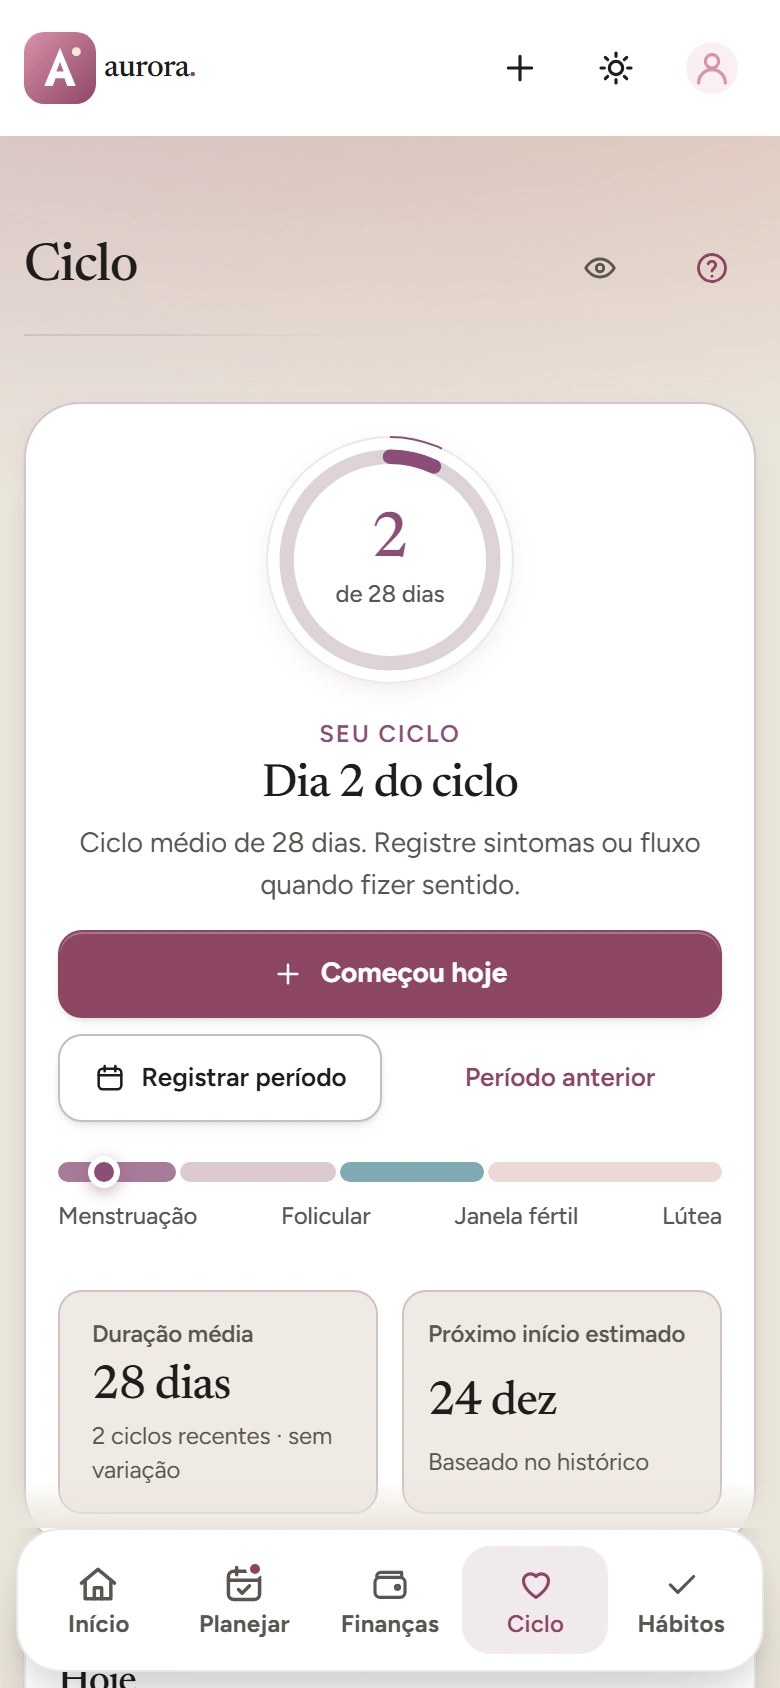 A
aurora.
Ciclo
2
de 28 dias
SEU CICLO
Dia 2 do ciclo
Ciclo médio de 28 dias. Registre sintomas ou fluxo
quando fizer sentido.
Começou hoje
Registrar período
Período anterior
Menstruação Folicular Janela fértil Lútea
Duração média
28 dias
2 ciclos recentes · sem
variação
Próximo início estimado
24 dez
Baseado no histórico
Início Planejar Finanças Ciclo Hábitos
Hoje